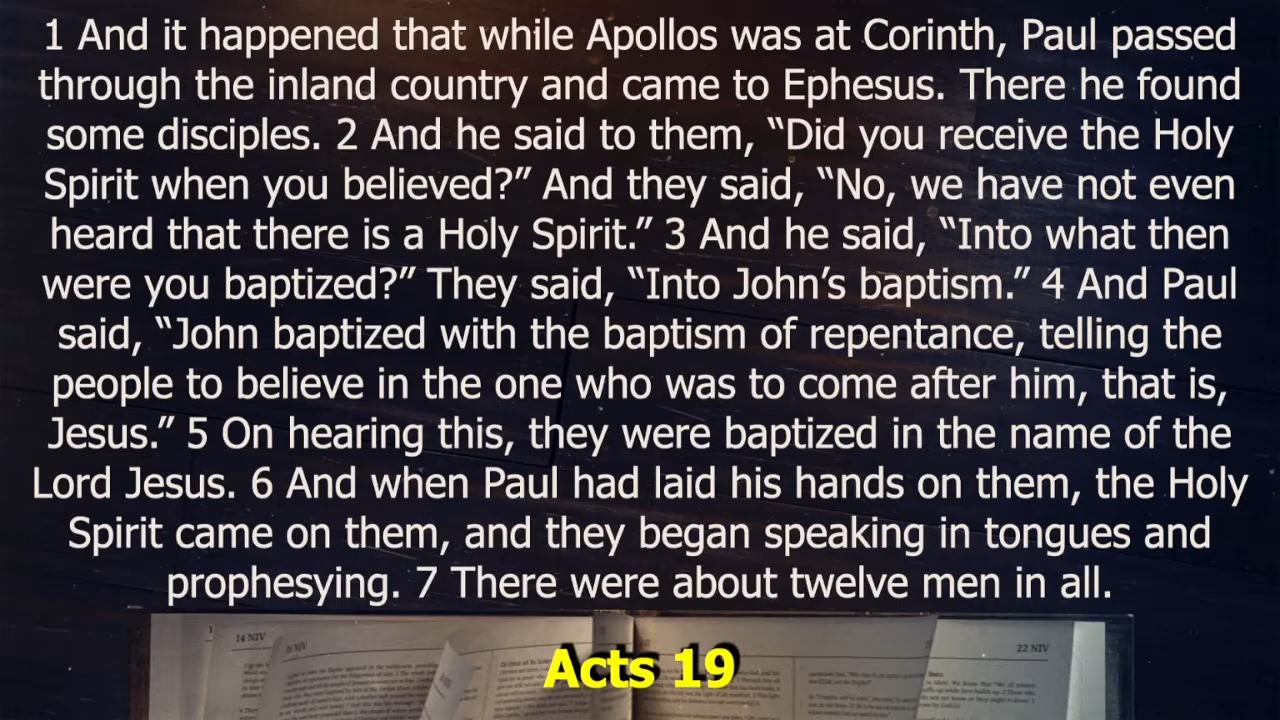 1 And it happened that while Apollos was at Corinth, Paul passed
through the inland country and came to Ephesus. There he found
some disciples. 2 And he said to them, “Did you receive the Holy
Spirit when you believed?” And they said, “No, we have not even
heard that there is a Holy Spirit.” 3 And he said, “Into what then
were you baptized?” They said, “Into John’s baptism.” 4 And Paul
said, “John baptized with the baptism of repentance, telling the
people to believe in the one who was to come after him, that is,
Jesus.” 5 On hearing this, they were baptized in the name of the
Lord Jesus. 6 And when Paul had laid his hands on them, the Holy
Spirit came on them, and they began speaking in tongues and
prophesying. 7 There were about twelve men in all.
14 NIV
22 NIV
Acts 19